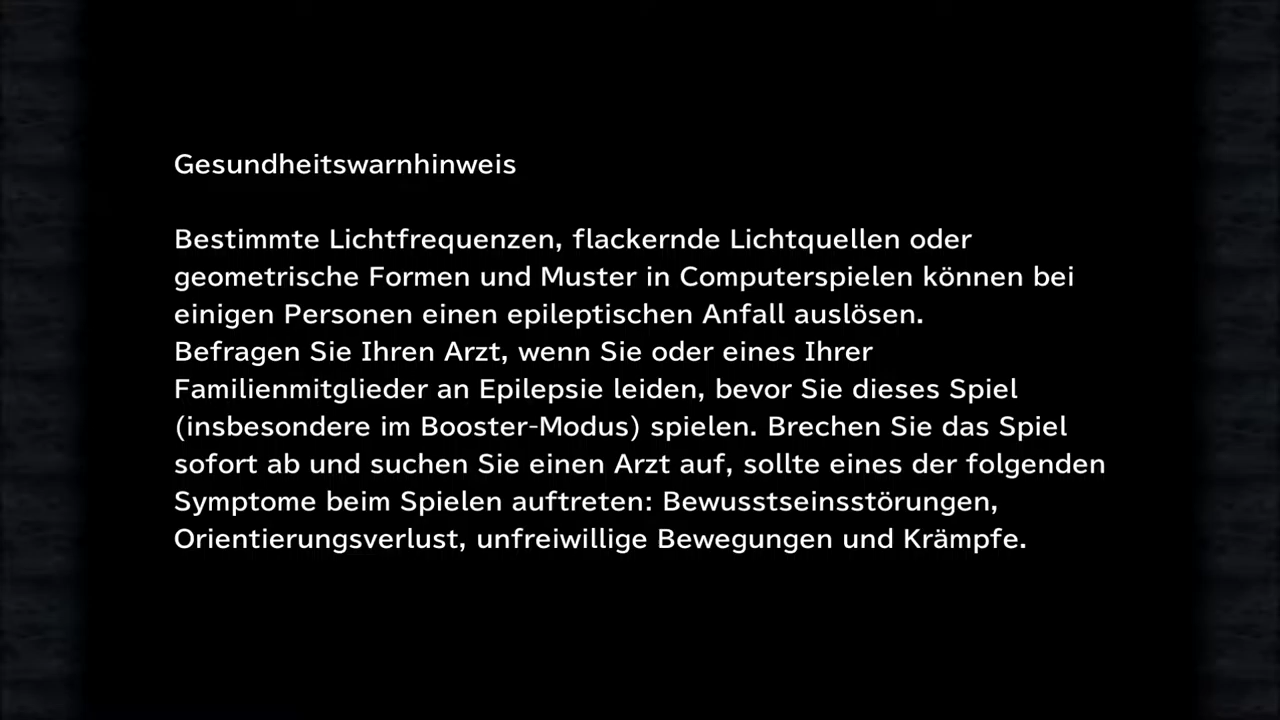 Gesundheitswarnhinweis
Bestimmte Lichtfrequenzen, flackernde Lichtquellen oder
geometrische Formen und Muster in Computerspielen können bei
einigen Personen einen epileptischen Anfall auslösen.
Befragen Sie Ihren Arzt, wenn Sie oder eines Ihrer
Familienmitglieder an Epilepsie leiden, bevor Sie dieses Spiel
(insbesondere im Booster-Modus) spielen. Brechen Sie das Spiel
sofort ab und suchen Sie einen Arzt auf, sollte eines der folgenden
Symptome beim Spielen auftreten: Bewusstseinsstörungen,
Orientierungsverlust, unfreiwillige Bewegungen und Krämpfe.